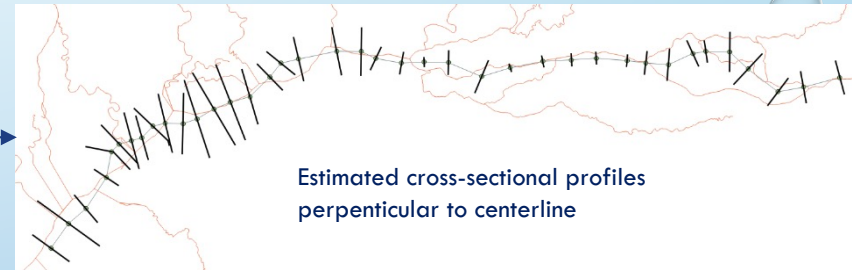 Estimated cross-sectional profiles
perpenticular to centerline